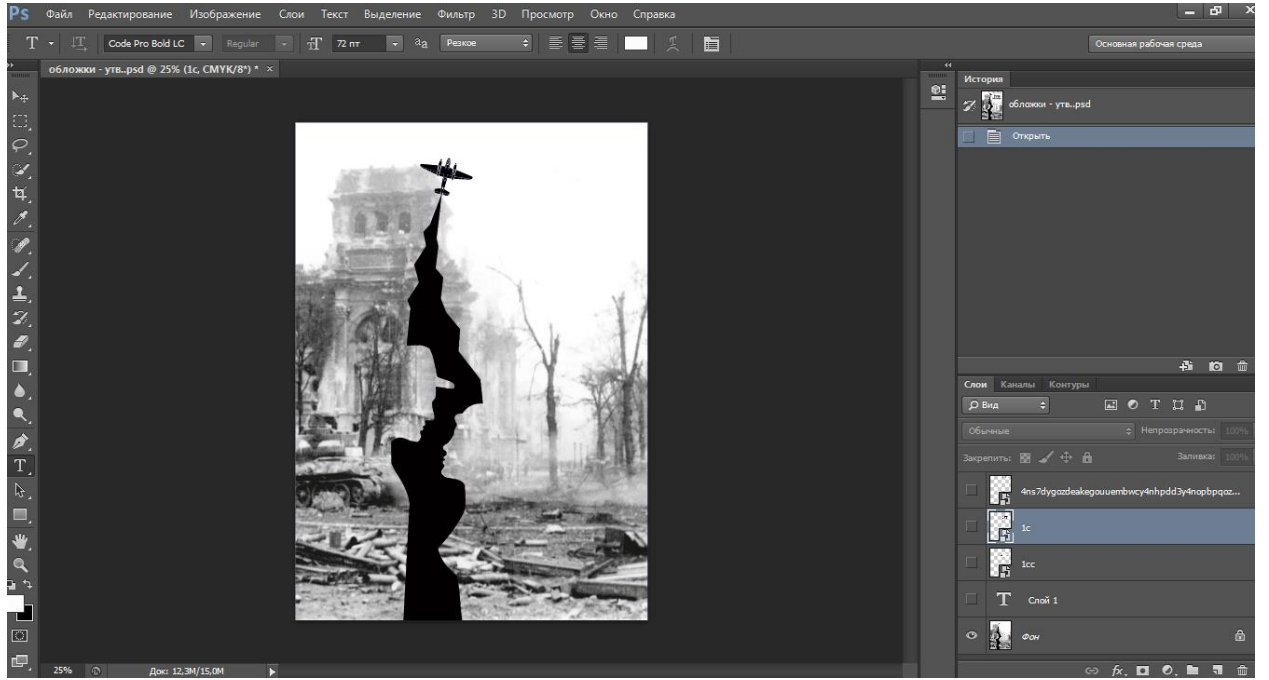 Ps Файл Редактирование Изображение Слои Текст Выделение Фильтр 3D Просмотр Окно Справка
T Code Pro Bold LC Regular 72 пт aa Резкое Основная рабочая среда
обложки - утв..psd @ 25% (1c, CMYK/8*) * ×
История
обложки - утв..psd
Открыть
Слои Каналы Контуры
Вид
Обычные Непрозрачность: 100%
Закрепить: Заливка: 100%
4ns7dygozdeakegouuembwcy4nhpdd3y4nopbpqoz...
1c
1cc
T Слой 1
Фон
25% Док: 12,3M/15,0M
fx